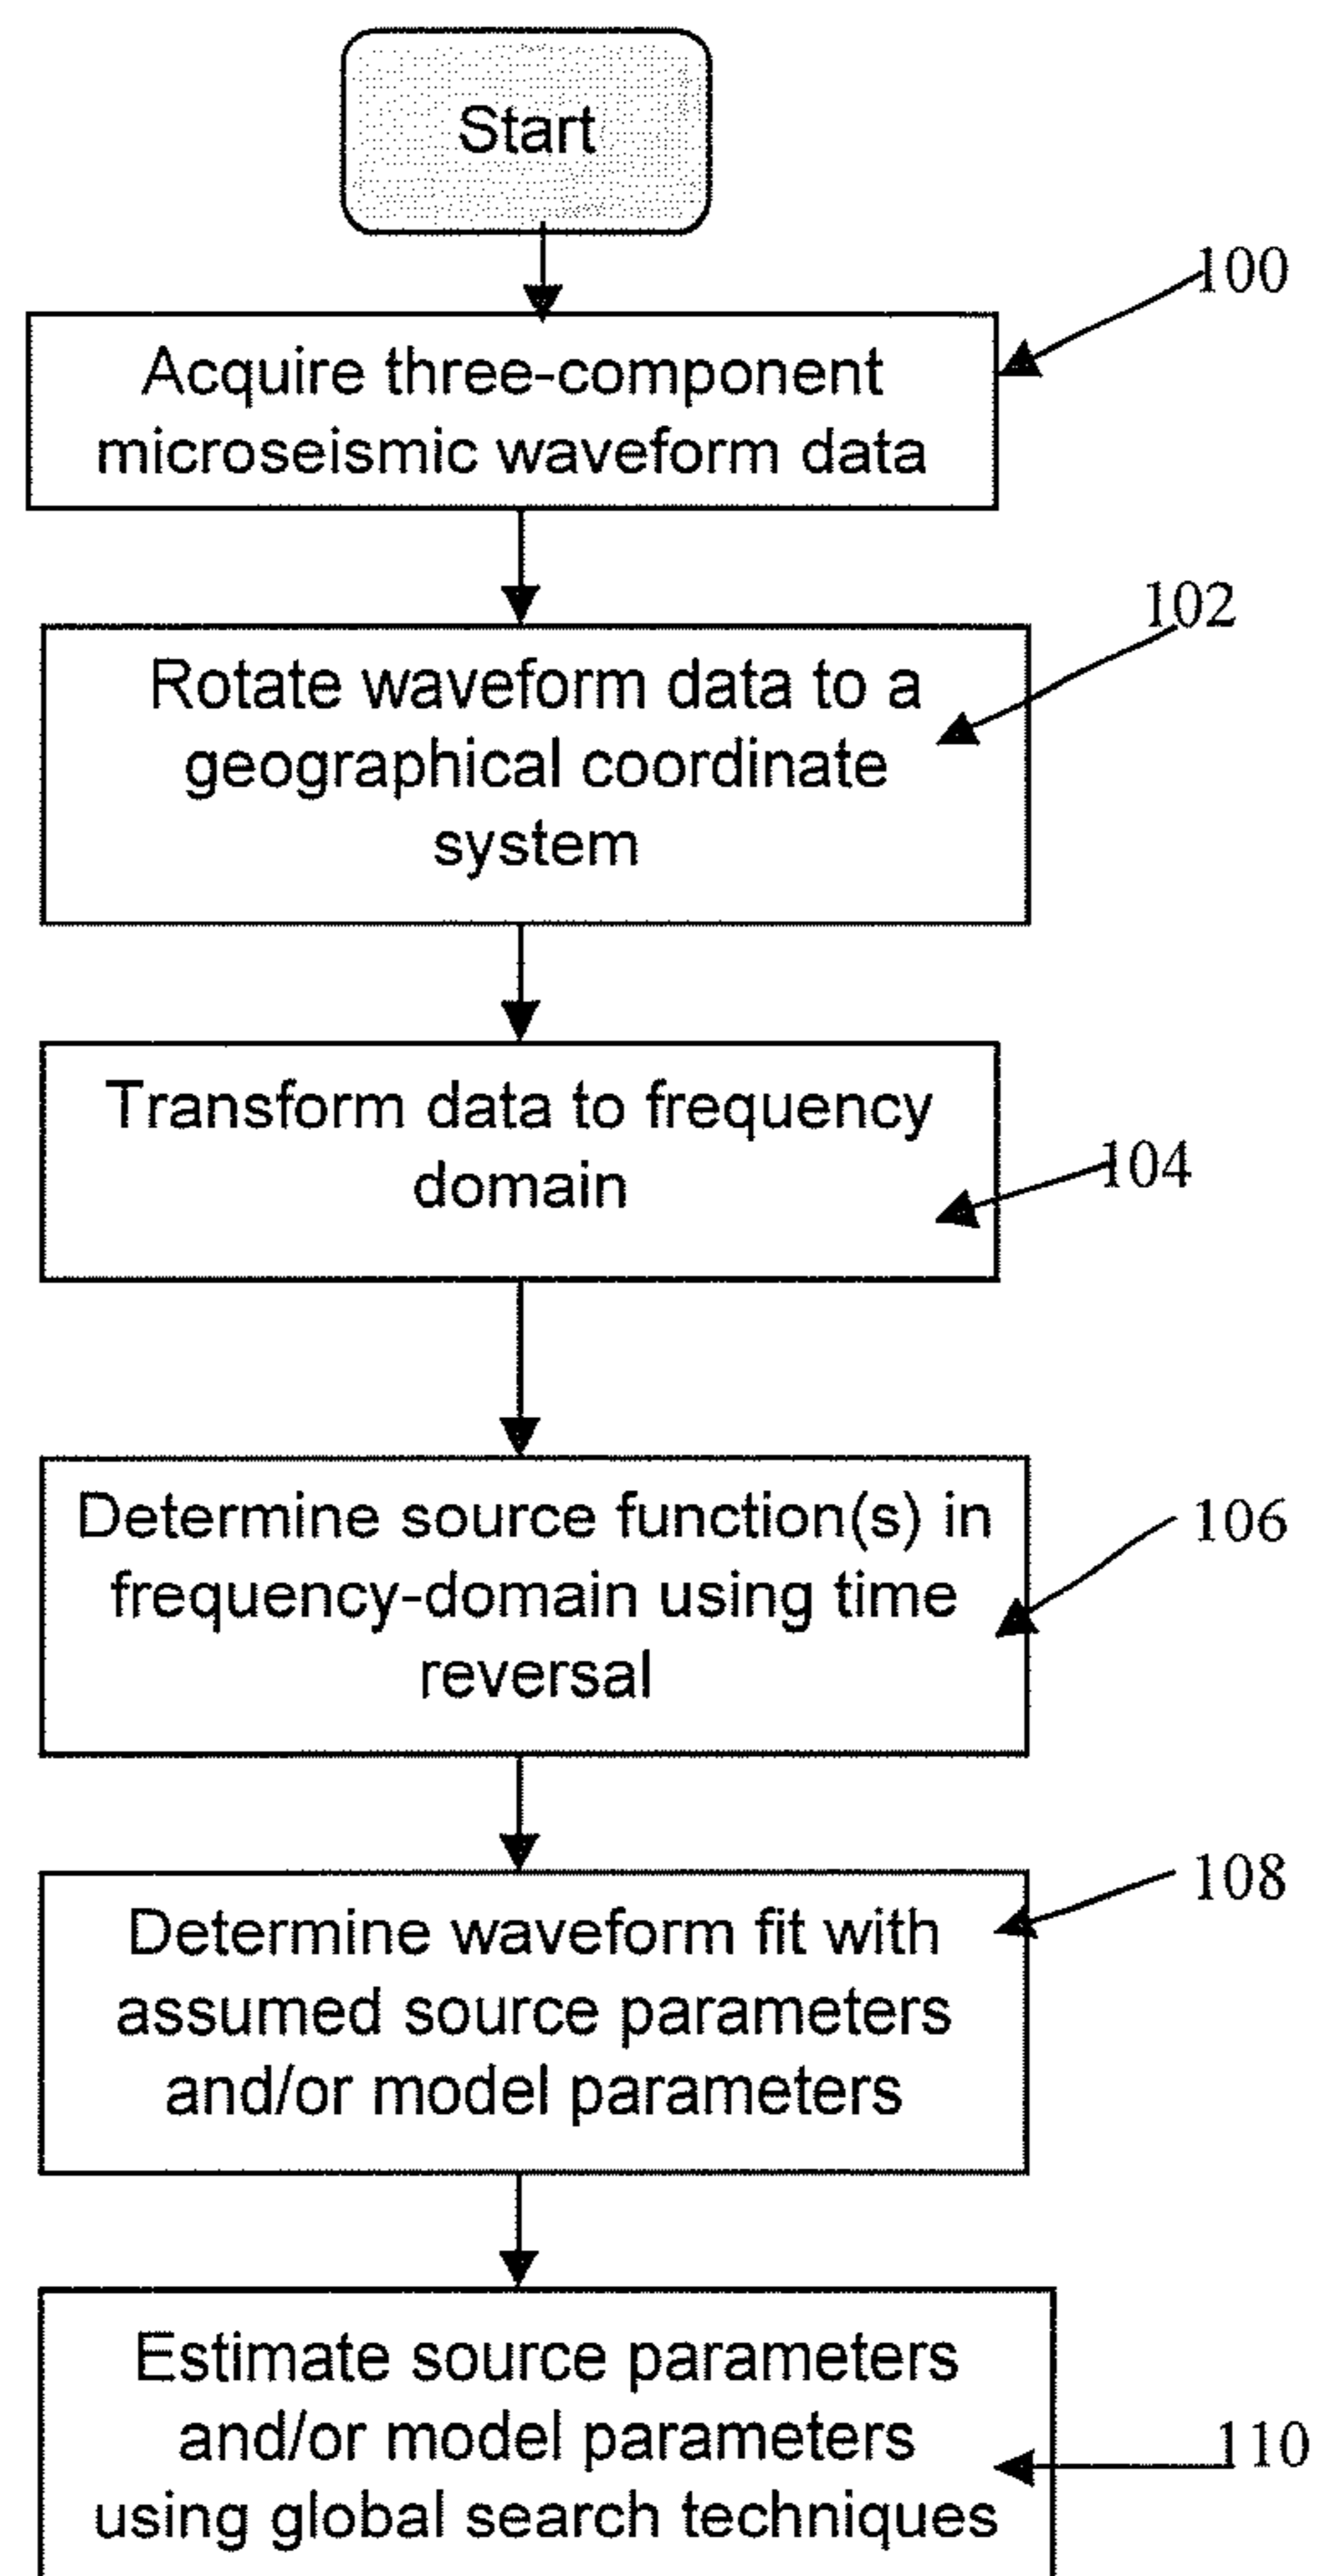 Start
100
Acquire three-component
microseismic waveform data
102
Rotate waveform data to a
geographical coordinate
system
Transform data to frequency
domain
104
Determine source function(s) in
frequency-domain using time
reversal
106
Determine waveform fit with
assumed source parameters
and/or model parameters
108
Estimate source parameters
and/or model parameters
using global search techniques
110